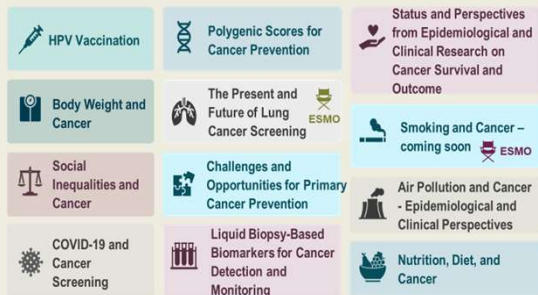 HPV Vaccination
Body Weight and
Cancer
Social
Inequalities and
Cancer
COVID-19 and
Cancer
Screening
Polygenic Scores for
Cancer Prevention
The Present and
Future of Lung
Cancer Screening
ESMO
Challenges and
Opportunities for Primary
Cancer Prevention
Liquid Biopsy-Based
Biomarkers for Cancer
Detection and
Monitoring
Status and Perspectives
from Epidemiological and
Clinical Research on
Cancer Survival and
Outcome
Smoking and Cancer –
coming soon
ESMO
Air Pollution and Cancer
- Epidemiological and
Clinical Perspectives
Nutrition, Diet, and
Cancer